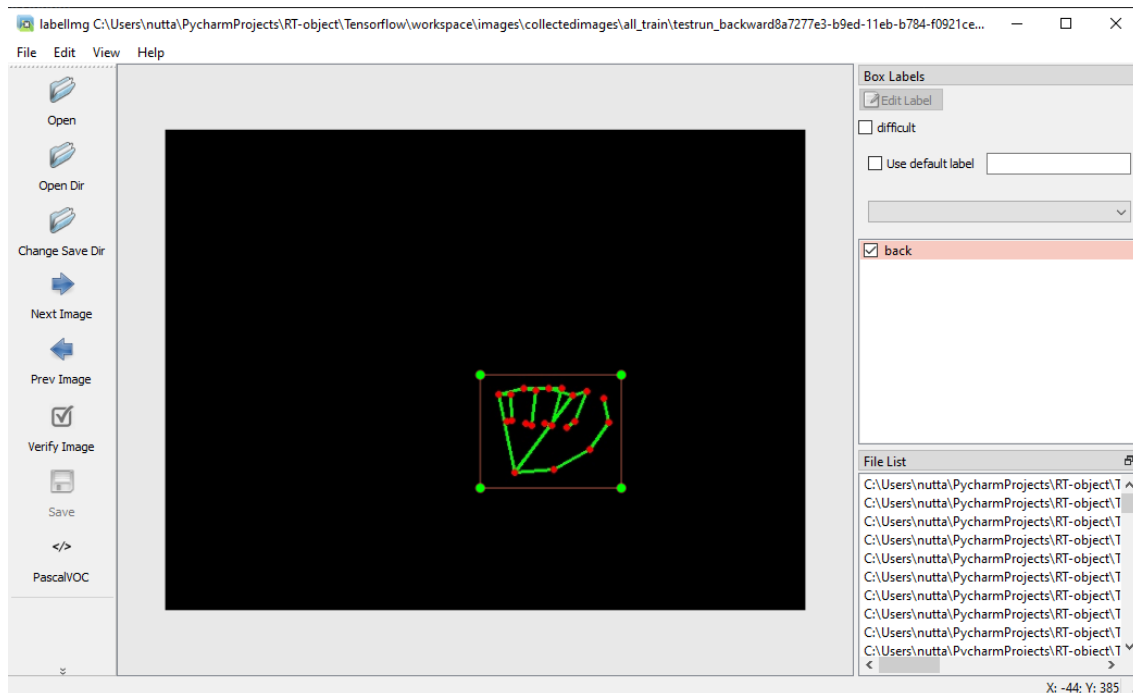 labelImg C:\Users\nutta\PycharmProjects\RT-object\Tensorflow\workspace\images\collectedimages\all_train\testrun_backward8a7277e3-b9ed-11eb-b784-f0921ce...
File Edit View Help
Open
Open Dir
Change Save Dir
Next Image
Prev Image
Verify Image
Save
</>
PascalVOC
Box Labels
Edit Label
difficult
Use default label
back
File List
C:\Users\nutta\PycharmProjects\RT-object\T
C:\Users\nutta\PycharmProjects\RT-object\T
C:\Users\nutta\PycharmProjects\RT-object\T
C:\Users\nutta\PycharmProjects\RT-object\T
C:\Users\nutta\PycharmProjects\RT-object\T
C:\Users\nutta\PycharmProjects\RT-object\T
C:\Users\nutta\PycharmProjects\RT-object\T
C:\Users\nutta\PycharmProjects\RT-object\T
C:\Users\nutta\PycharmProjects\RT-object\T
C:\Users\nutta\PycharmProjects\RT-object\T
X: -44; Y: 385